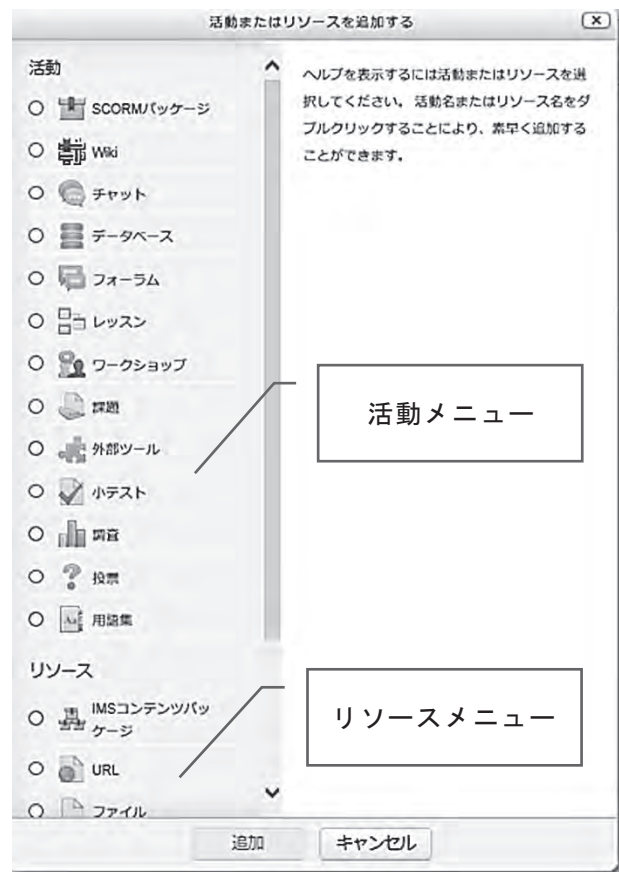 活動またはリソースを追加する
活動
SCORMパッケージ
Wiki
チャット
データベース
フォーラム
レッスン
ワークショップ
課題
外部ツール
小テスト
調査
投票
用語集
リソース
IMSコンテンツパッ
ケージ
URL
ファイル
ヘルプを表示するには活動またはリソースを選
択してください。 活動名またはリソース名をダ
ブルクリックすることにより、素早く追加する
ことができます。
活動メニュー
リソースメニュー
追加
キャンセル